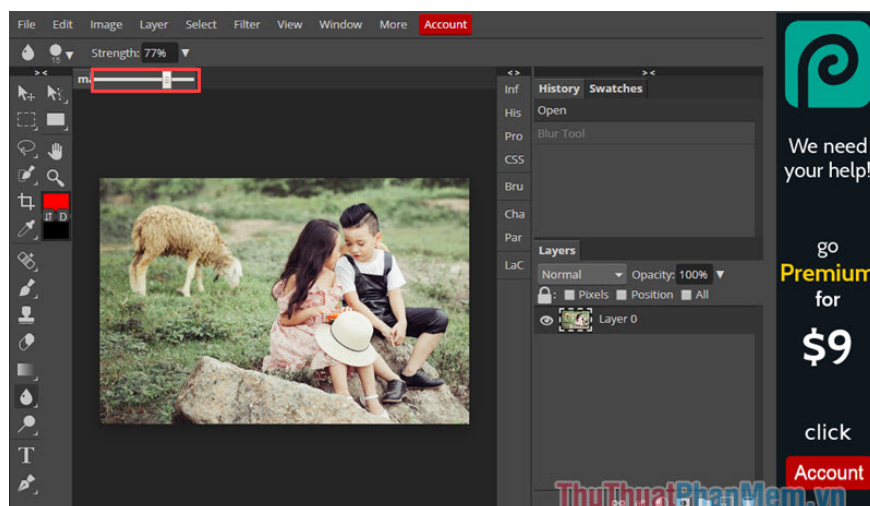 File Edit Image Layer Select Filter View Window More Account
15 Strength: 77%
Inf
His
Pro
CSS
Bru
Cha
Par
LaC
D
T
History Swatches
Open
Blur Tool
Layers
Normal Opacity: 100%
: Pixels Position All
Layer 0
We need
your help!
go
Premium
for
$9
click
Account
ThuThuatPhanMem.vn